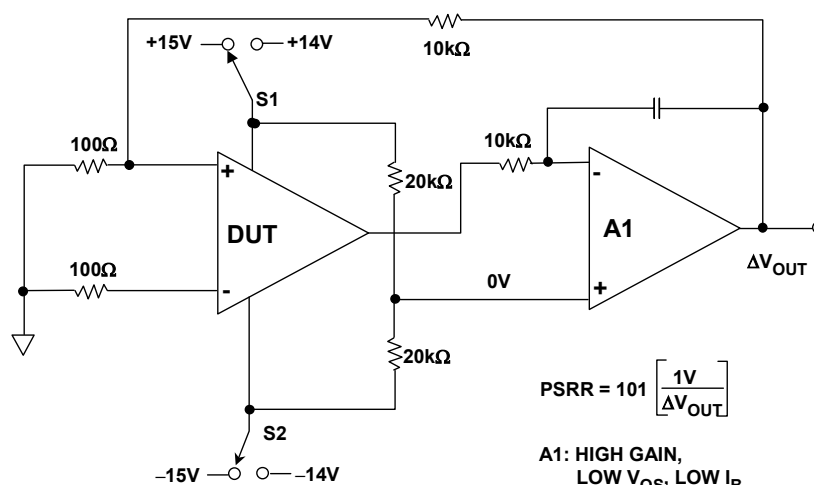 +15V
+14V
10kΩ
S1
100Ω
+
DUT
-
100Ω
20kΩ
10kΩ
-
A1
+
ΔVOUT
0V
20kΩ
S2
–15V
–14V
PSRR = 101 [1V / ΔVOUT]
A1: HIGH GAIN,
LOW VOS, LOW IB